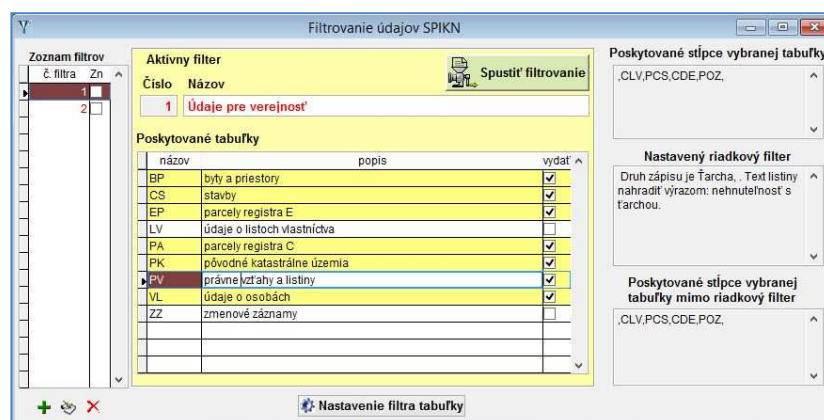 Filtrovanie údajov SPIKN
Zoznam filtrov
č. filtra Zn
1
2
Aktívny filter
Číslo Názov
Spustiť filtrovanie
1 Údaje pre verejnosť
Poskytované tabuľky
názov popis vydať
BP byty a priestory
CS stavby
EP parcely registra E
LV údaje o listoch vlastníctva
PA parcely registra C
PK pôvodné katastrálne územia
PV právne vzťahy a listiny
VL údaje o osobách
ZZ zmenové záznamy
Nastavenie filtra tabuľky
Poskytované stĺpce vybranej tabuľky
,CLV,PCS,CDE,POZ,
Nastavený riadkový filter
Druh zápisu je Ťarcha, . Text listiny
nahradiť výrazom: nehnuteľnosť s
ťarchou.
Poskytované stĺpce vybranej
tabuľky mimo riadkový filter
,CLV,PCS,CDE,POZ,